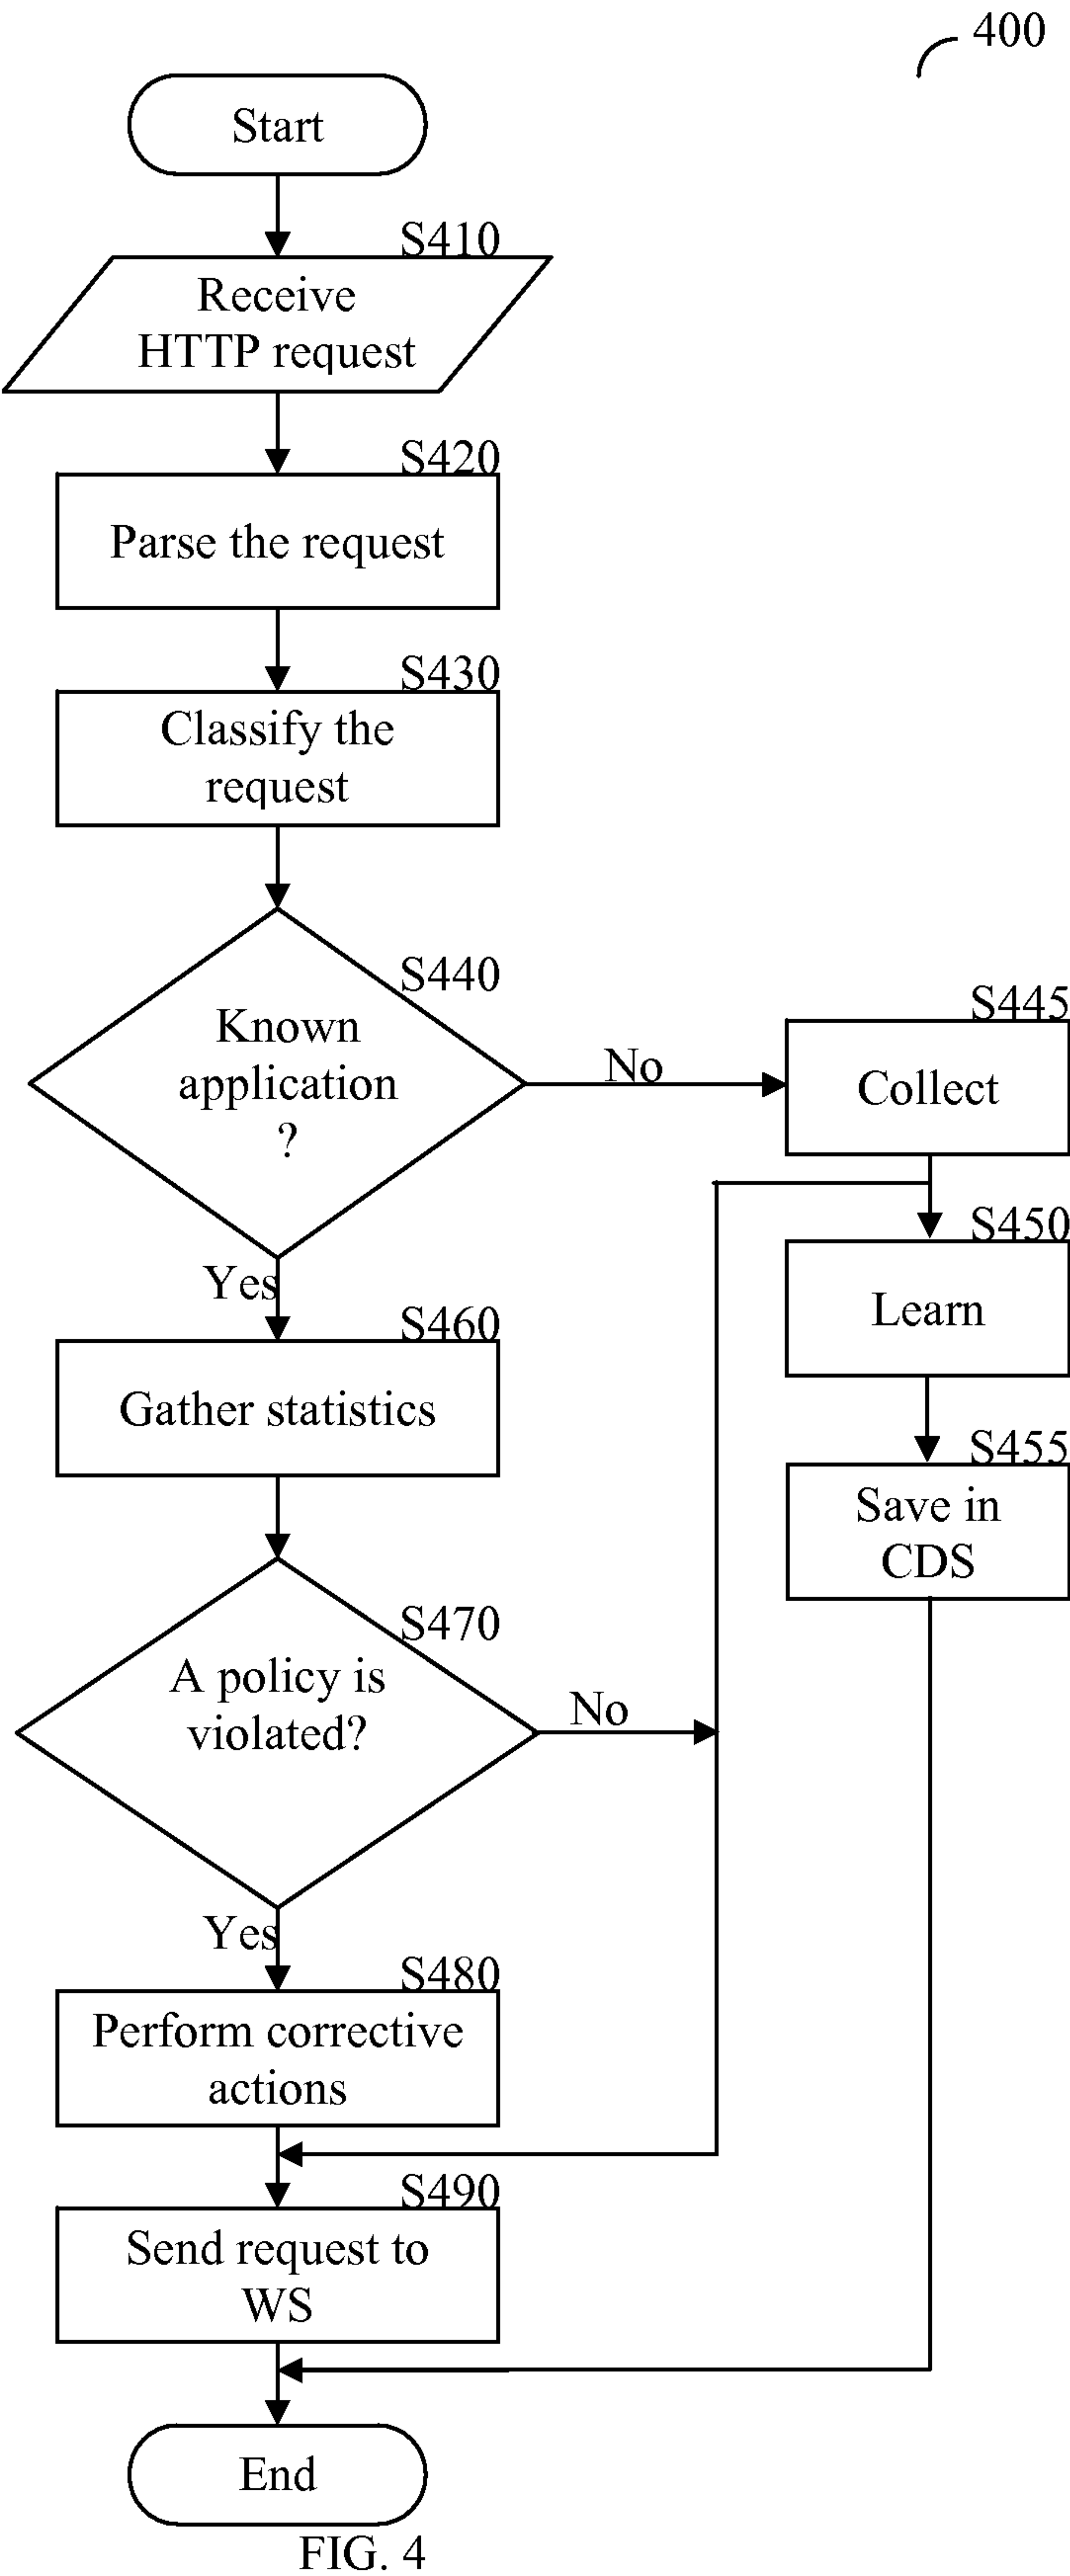 400
Start
S410
Receive
HTTP request
S420
Parse the request
S430
Classify the
request
S440
Known
application
?
No
S445
Collect
Yes
S450
Learn
S460
Gather statistics
S455
Save in
CDS
S470
A policy is
violated?
No
Yes
S480
Perform corrective
actions
S490
Send request to
WS
End
FIG. 4